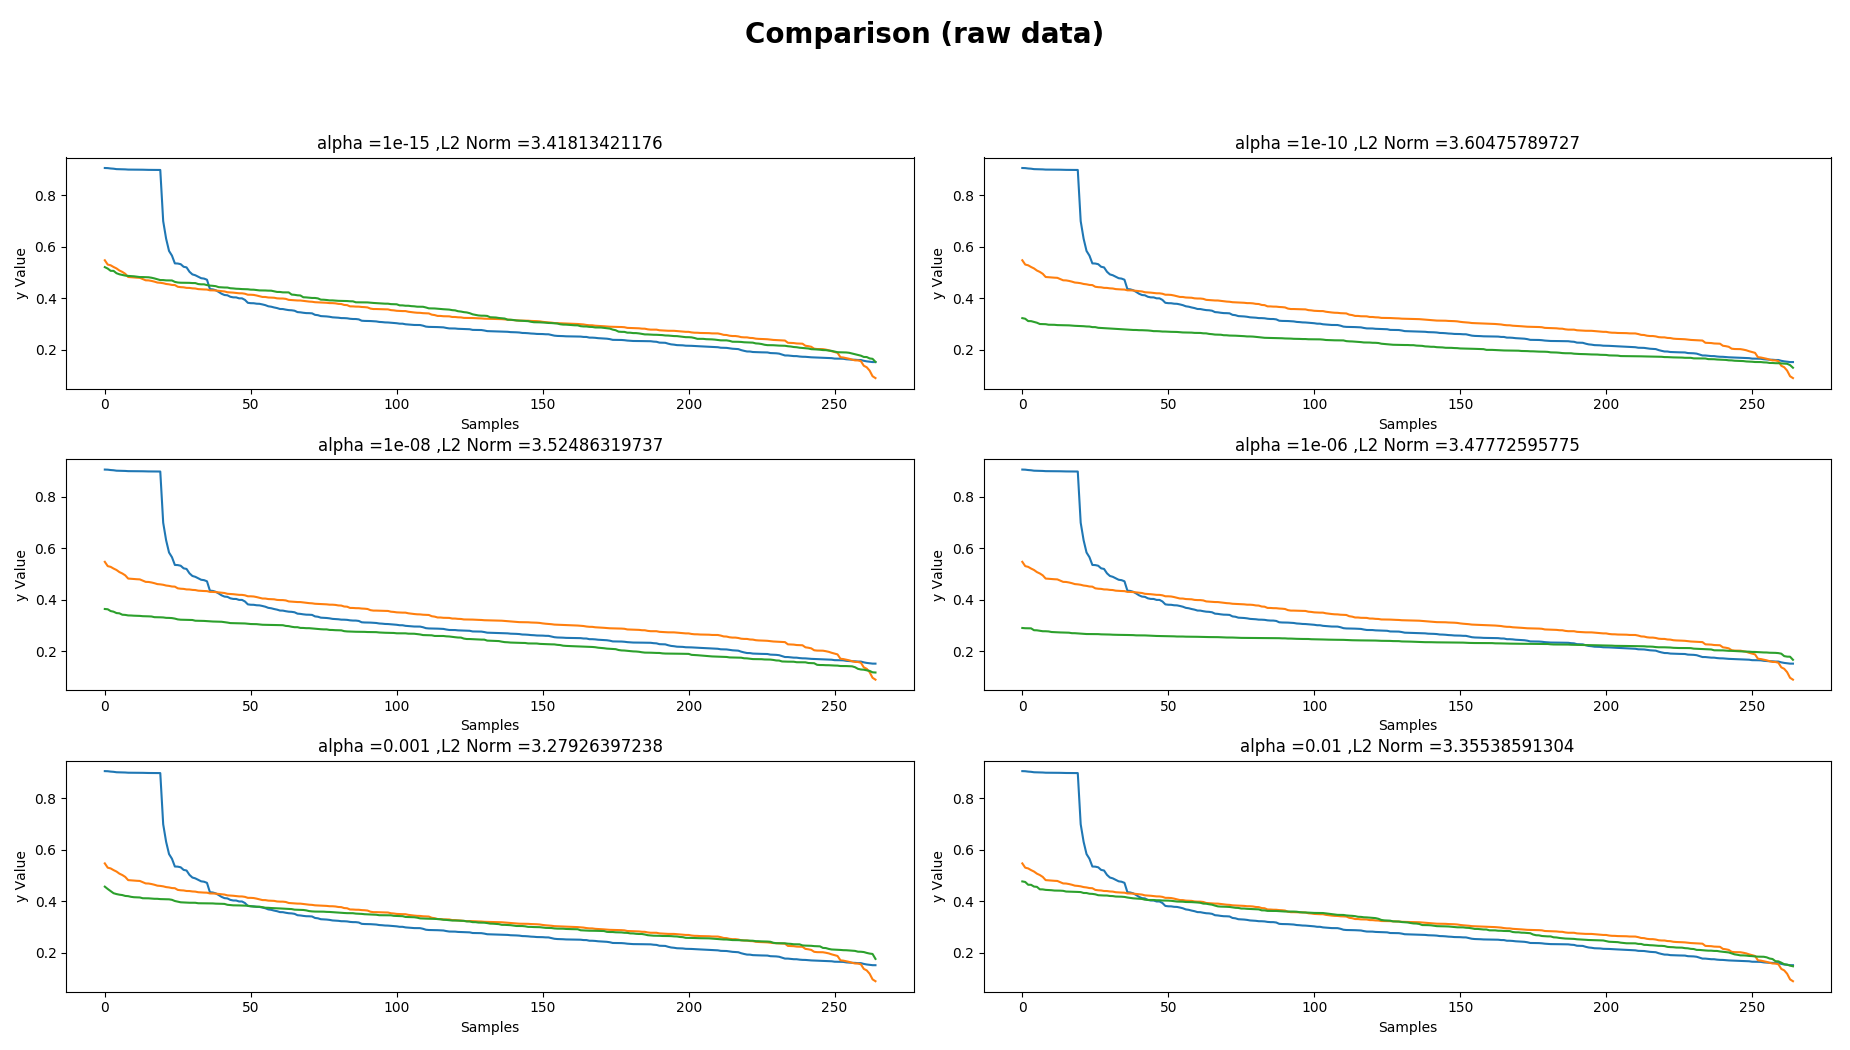 Comparison (raw data)
alpha =1e-15 ,L2 Norm =3.41813421176
y Value
0.8
0.6
0.4
0.2
0 50 100 150 200 250
Samples
alpha =1e-10 ,L2 Norm =3.60475789727
y Value
0.8
0.6
0.4
0.2
0 50 100 150 200 250
Samples
alpha =1e-08 ,L2 Norm =3.52486319737
y Value
0.8
0.6
0.4
0.2
0 50 100 150 200 250
Samples
alpha =1e-06 ,L2 Norm =3.47772595775
y Value
0.8
0.6
0.4
0.2
0 50 100 150 200 250
Samples
alpha =0.001 ,L2 Norm =3.27926397238
y Value
0.8
0.6
0.4
0.2
0 50 100 150 200 250
Samples
alpha =0.01 ,L2 Norm =3.35538591304
y Value
0.8
0.6
0.4
0.2
0 50 100 150 200 250
Samples